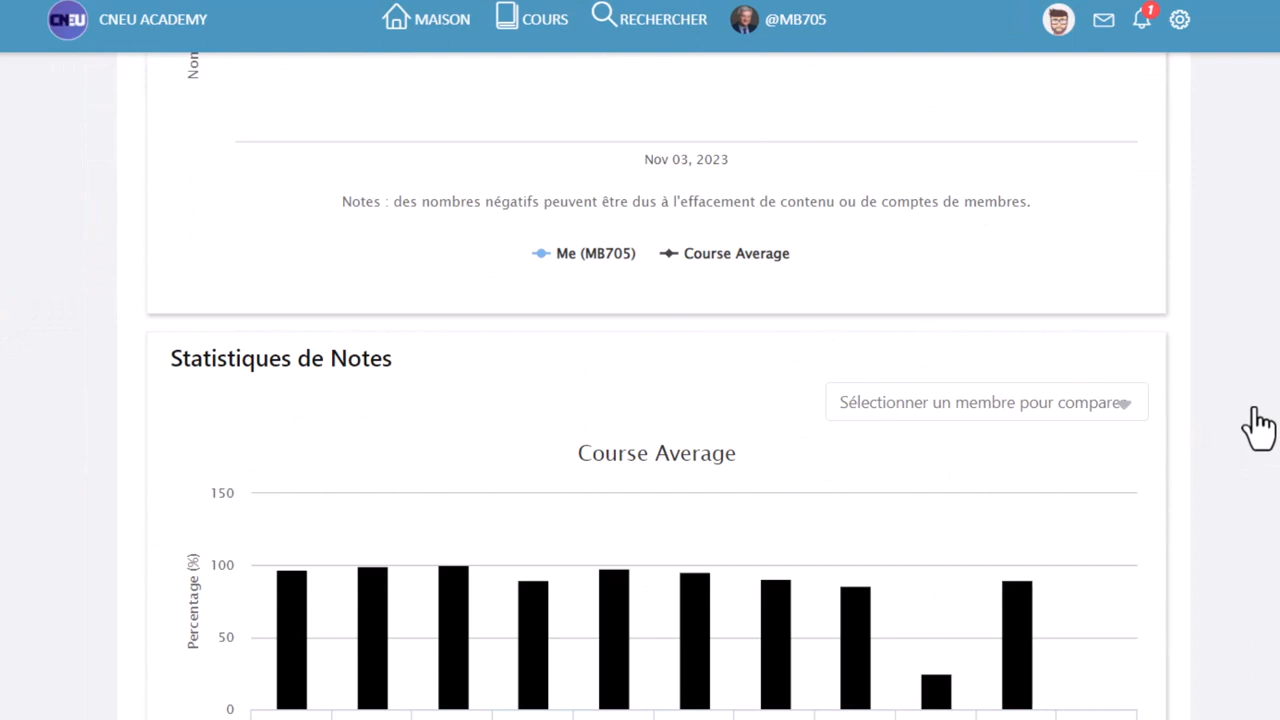 CNEU CNEU ACADEMY MAISON COURS RECHERCHER @MB705 1
Nov 03, 2023
Notes : des nombres négatifs peuvent être dus à l'effacement de contenu ou de comptes de membres.
Me (MB705) Course Average
Statistiques de Notes
Sélectionner un membre pour compare
Course Average
150
100
50
0
Percentage (%)